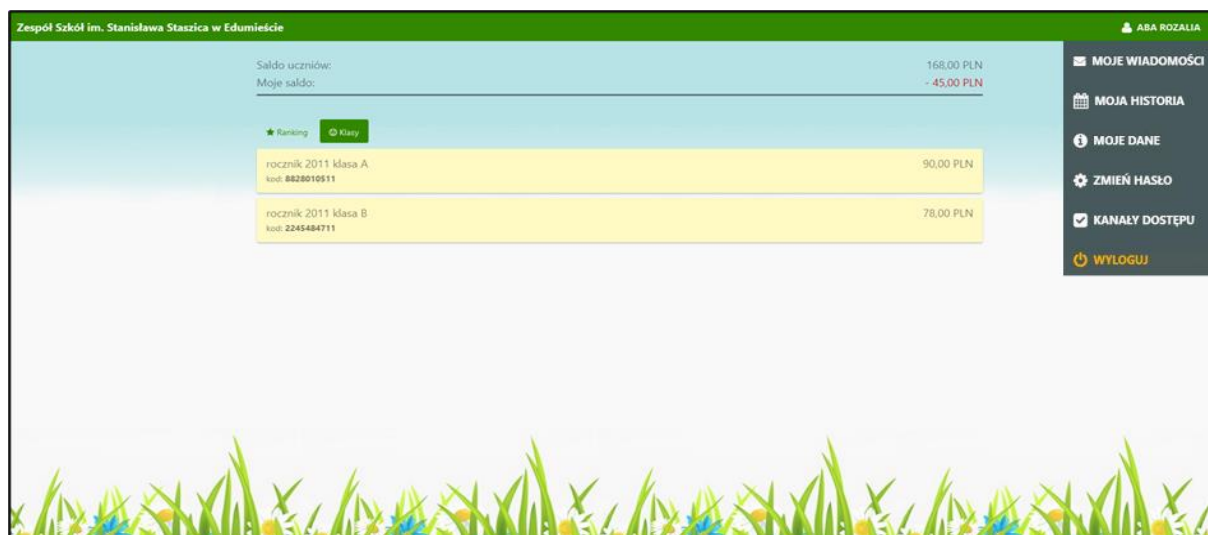 Zespół Szkół im. Stanisława Staszica w Edumieście
ABA ROZALIA
Saldo uczniów: 168,00 PLN
Moje saldo: - 45,00 PLN
Ranking Klasy
rocznik 2011 klasa A 90,00 PLN
kod: 8828010511
rocznik 2011 klasa B 78,00 PLN
kod: 2245484711
MOJE WIADOMOŚCI
MOJA HISTORIA
MOJE DANE
ZMIEŃ HASŁO
KANAŁY DOSTĘPU
WYLOGUJ